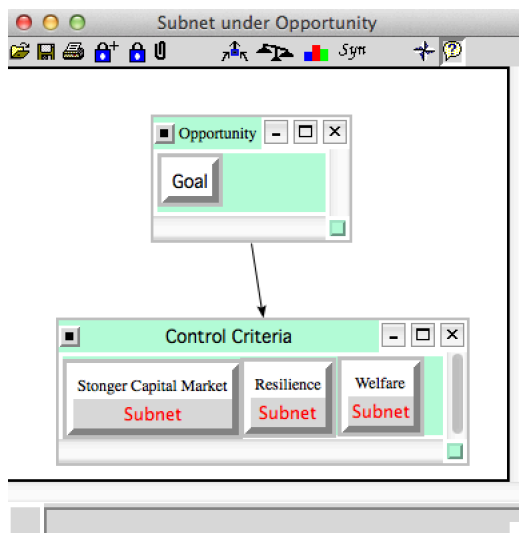 Subnet under Opportunity
Syn
Opportunity
Goal
Control Criteria
Stonger Capital Market
Subnet
Resilience
Subnet
Welfare
Subnet